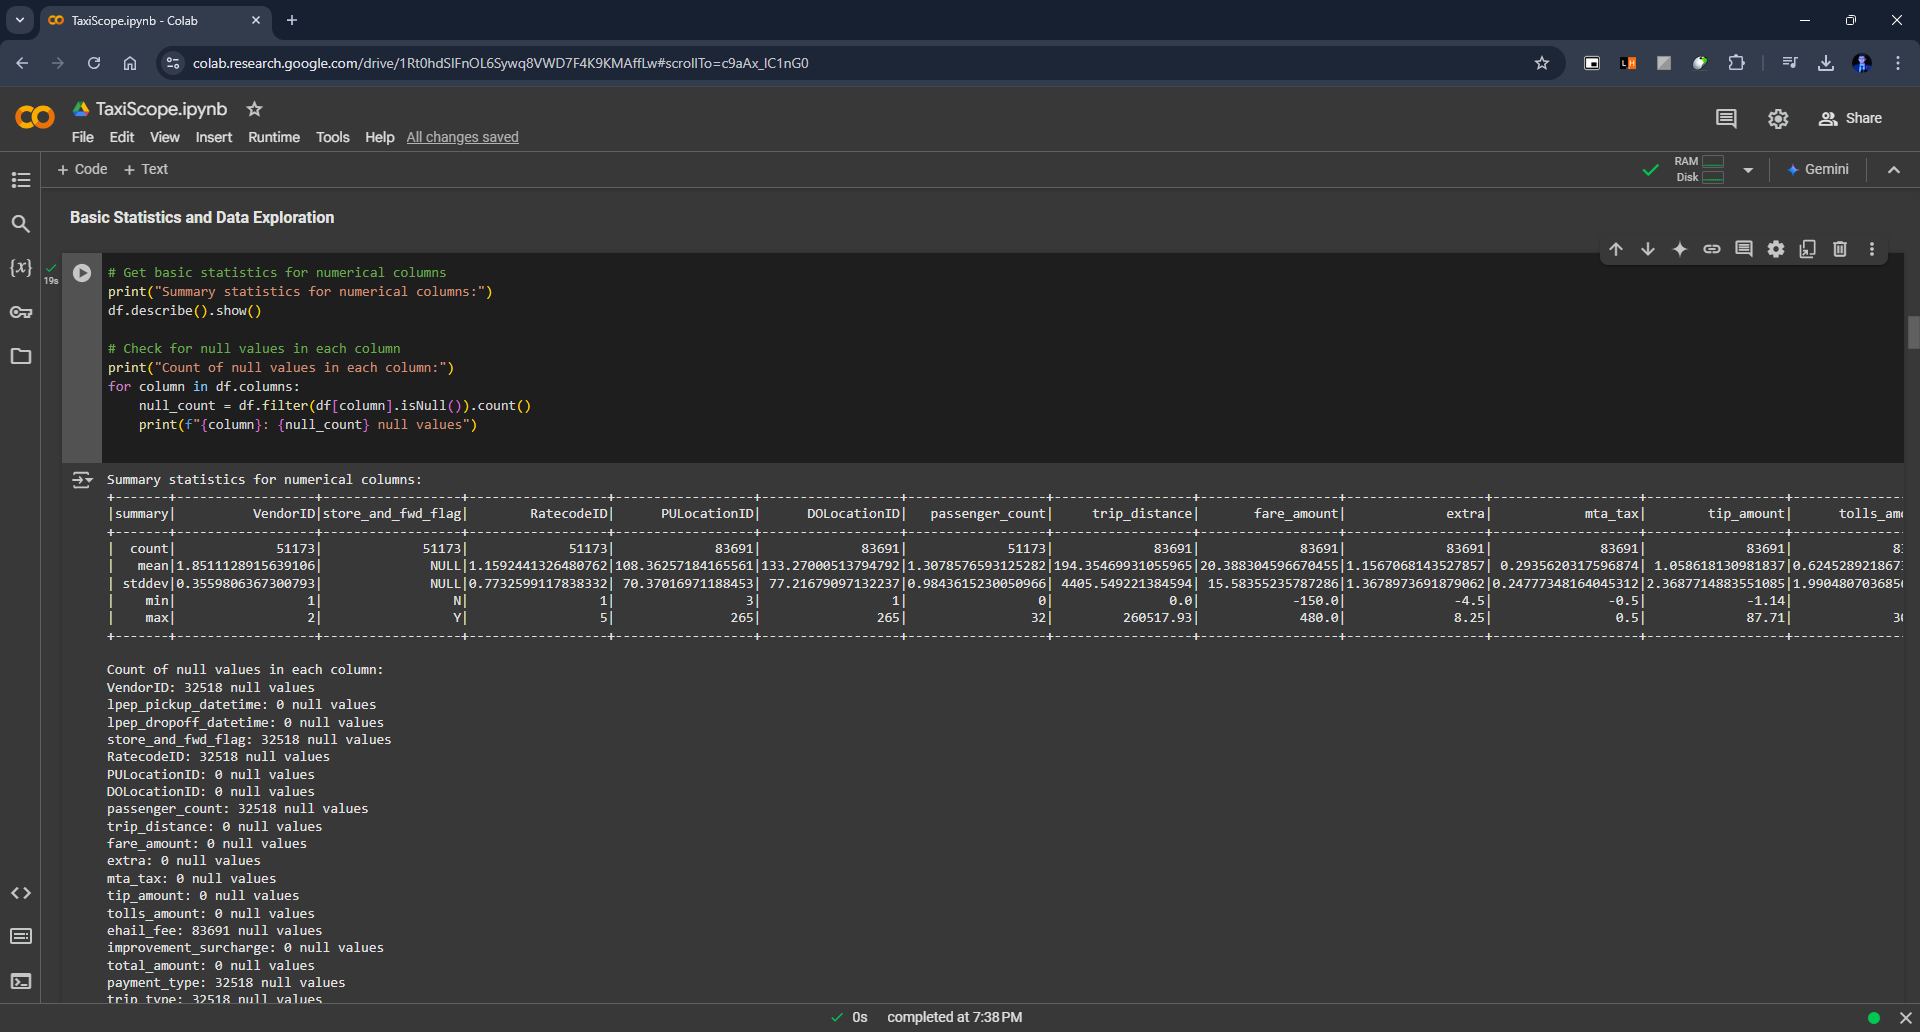 TaxiScope.ipynb - Colab
colab.research.google.com/drive/1Rt0hdSIFnOL6Sywq8VWD7F4K9KMAffLw#scrollTo=c9aAx_IC1nG0
TaxiScope.ipynb
File Edit View Insert Runtime Tools Help All changes saved
Share
+ Code + Text
RAM
Disk
Gemini
Basic Statistics and Data Exploration
19s
# Get basic statistics for numerical columns
print("Summary statistics for numerical columns:")
df.describe().show()
# Check for null values in each column
print("Count of null values in each column:")
for column in df.columns:
    null_count = df.filter(df[column].isNull()).count()
    print(f"{column}: {null_count} null values")
Summary statistics for numerical columns:
|summary| VendorID|store_and_fwd_flag| RatecodeID| PULocationID| DOLocationID| passenger_count| trip_distance| fare_amount| extra| mta_tax| tip_amount| tolls_am
| count| 51173| 51173| 51173| 83691| 83691| 51173| 83691| 83691| 83691| 83691| 83691| 83
| mean|1.8511128915639106| NULL|1.1592441326480762|108.36257184165561|133.27000513794792|1.3078576593125282|194.35469931055965|20.388304596670455|1.1567068143527857| 0.2935620317596874| 1.058618130981837|0.624528921867
| stddev|0.3559806367300793| NULL|0.7732599117838332| 70.37016971188453| 77.21679097132237|0.9843615230050966| 4405.549221384594| 15.58355235787286|1.3678973691879062|0.24777348164045312|2.3687714883551085|1.990480703685
| min| 1| N| 1| 3| 1| 0| 0.0| -150.0| -4.5| -0.5| -1.14|
| max| 2| Y| 5| 265| 265| 32| 260517.93| 480.0| 8.25| 0.5| 87.71| 3
Count of null values in each column:
VendorID: 32518 null values
lpep_pickup_datetime: 0 null values
lpep_dropoff_datetime: 0 null values
store_and_fwd_flag: 32518 null values
RatecodeID: 32518 null values
PULocationID: 0 null values
DOLocationID: 0 null values
passenger_count: 32518 null values
trip_distance: 0 null values
fare_amount: 0 null values
extra: 0 null values
mta_tax: 0 null values
tip_amount: 0 null values
tolls_amount: 0 null values
ehail_fee: 83691 null values
improvement_surcharge: 0 null values
total_amount: 0 null values
payment_type: 32518 null values
trip_type: 32518 null values
0s completed at 7:38 PM